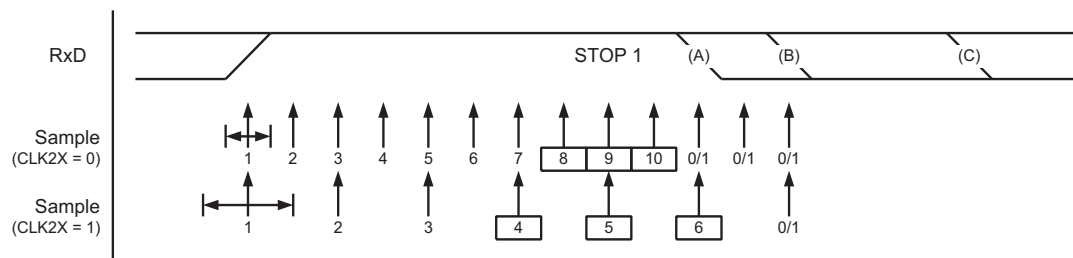 RxD STOP 1 (A) (B) (C)
Sample
(CLK2X = 0)
1 2 3 4 5 6 7 8 9 10 0/1 0/1 0/1
Sample
(CLK2X = 1)
1 2 3 4 5 6 0/1